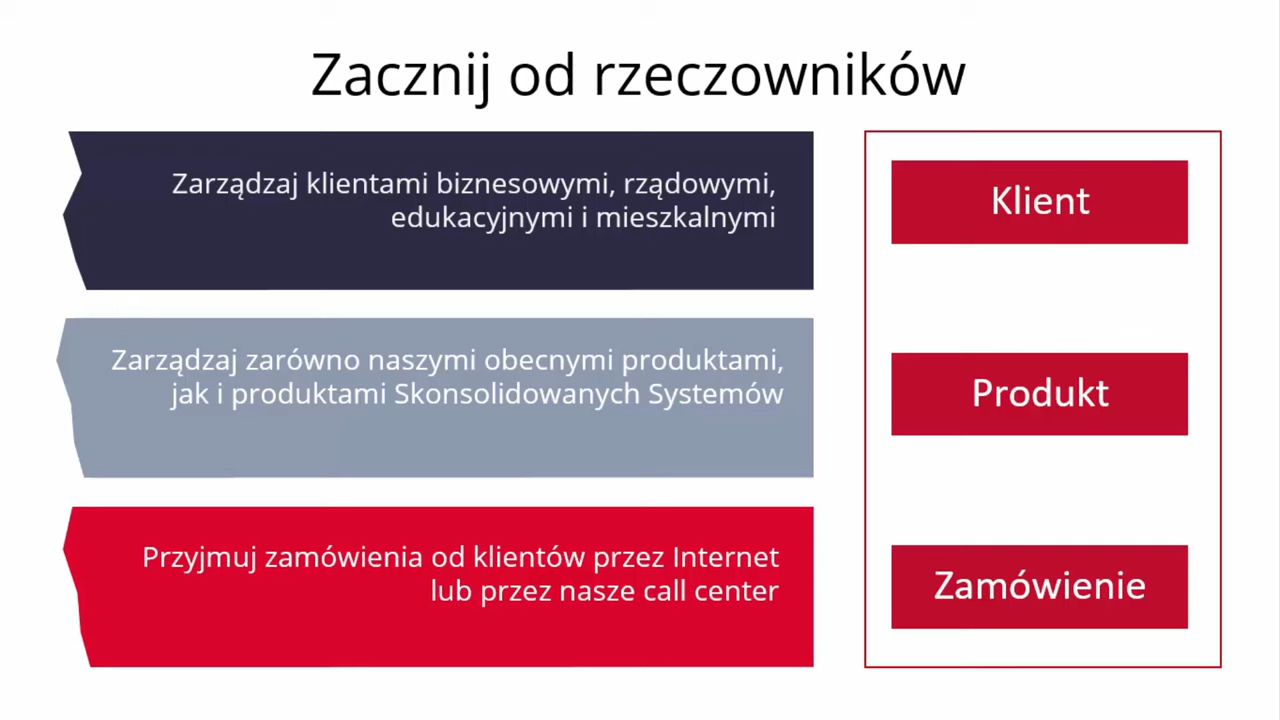 Zacznij od rzeczowników
Zarządzaj klientami biznesowymi, rządowymi,
edukacyjnymi i mieszkalnymi
Klient
Zarządzaj zarówno naszymi obecnymi produktami,
jak i produktami Skonsolidowanych Systemów
Produkt
Przyjmuj zamówienia od klientów przez Internet
lub przez nasze call center
Zamówienie